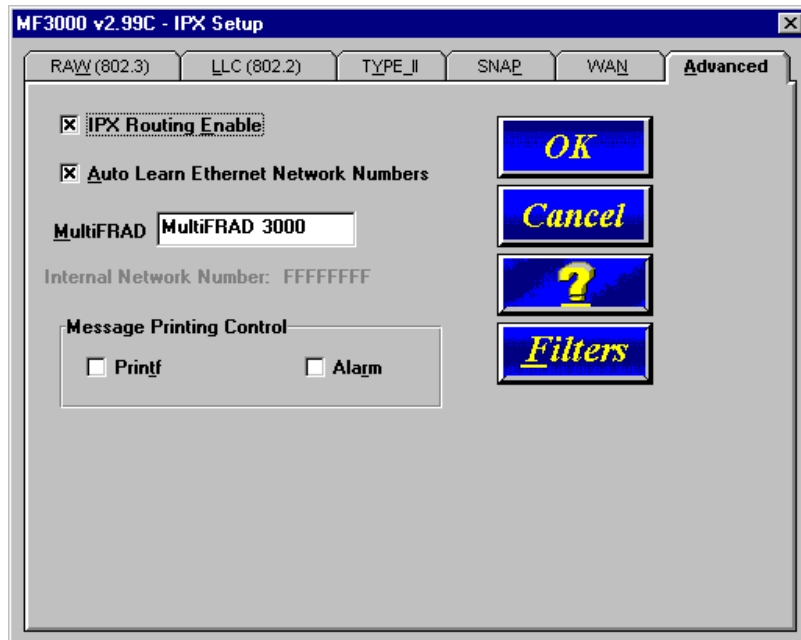 MF3000 v2.99C - IPX Setup
RAW (802.3) LLC (802.2) TYPE_II SNAP WAN Advanced
IPX Routing Enable
Auto Learn Ethernet Network Numbers
MultiFRAD MultiFRAD 3000
Internal Network Number: FFFFFFFF
Message Printing Control
Printf Alarm
OK
Cancel
?
Filters